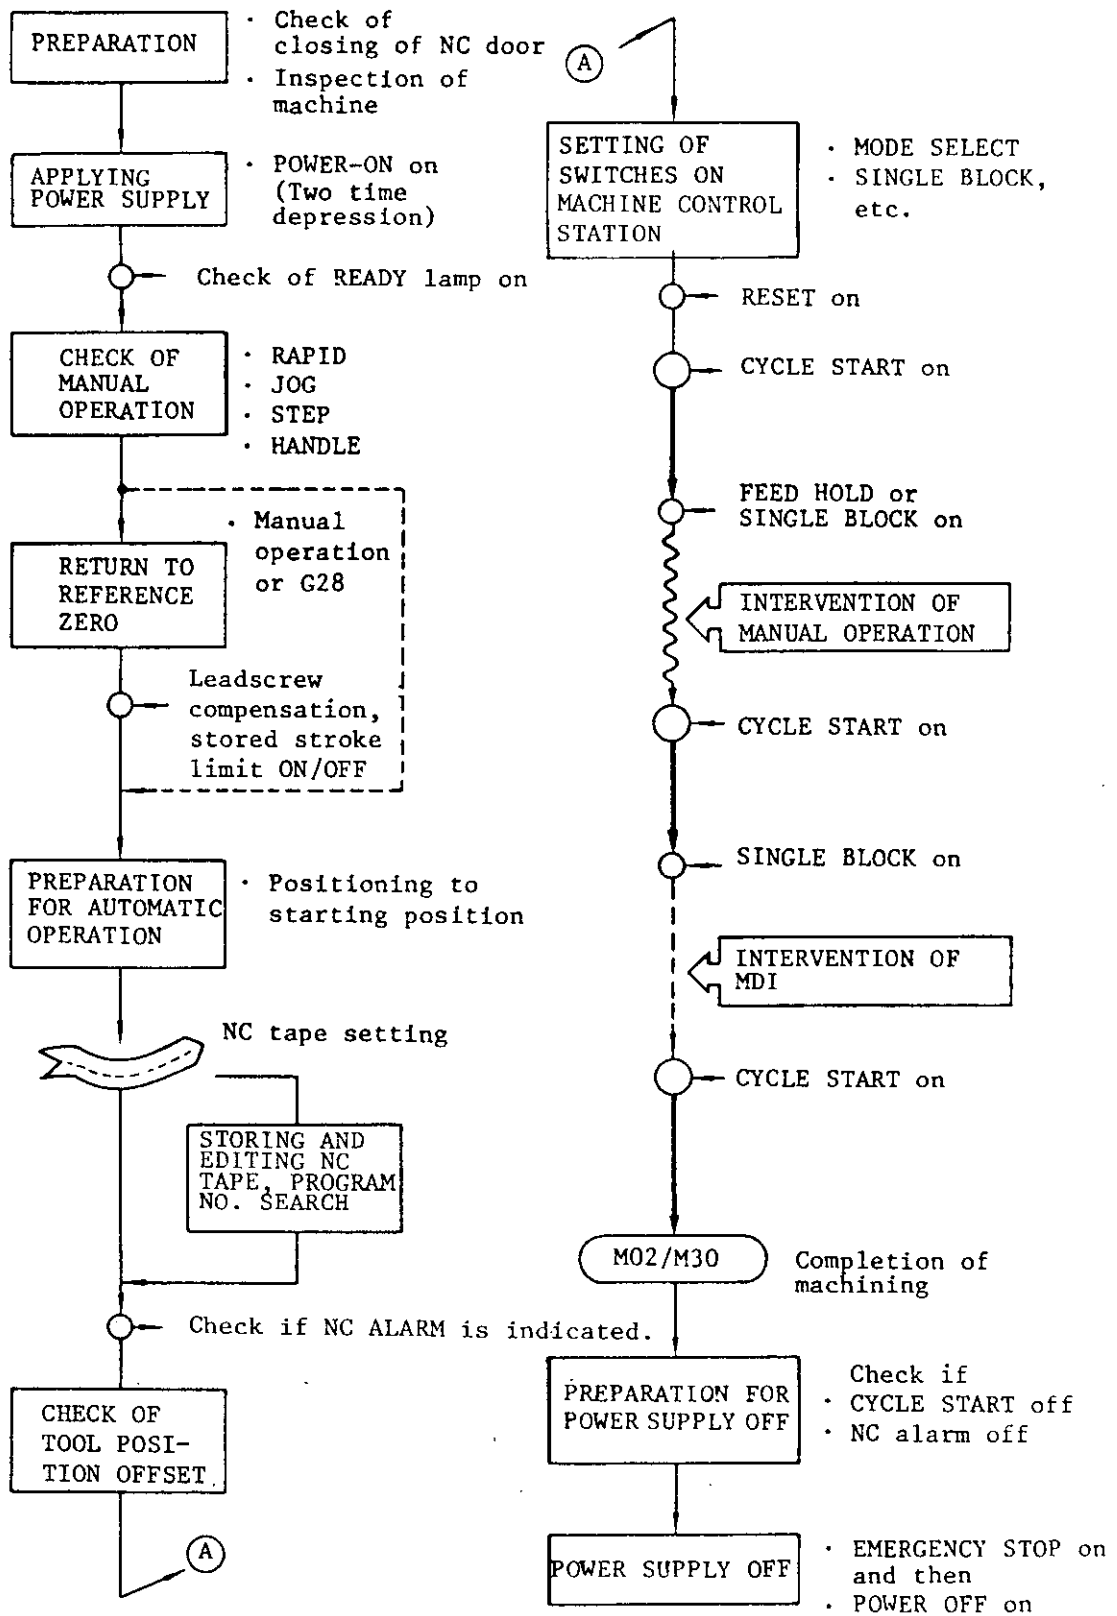 PREPARATION
· Check of
closing of NC door
· Inspection of
machine
APPLYING
POWER SUPPLY
· POWER-ON on
(Two time
depression)
Check of READY lamp on
CHECK OF
MANUAL
OPERATION
· RAPID
· JOG
· STEP
· HANDLE
· Manual
operation
or G28
RETURN TO
REFERENCE
ZERO
Leadscrew
compensation,
stored stroke
limit ON/OFF
PREPARATION
FOR AUTOMATIC
OPERATION
· Positioning to
starting position
NC tape setting
STORING AND
EDITING NC
TAPE, PROGRAM
NO. SEARCH
Check if NC ALARM is indicated.
CHECK OF
TOOL POSI-
TION OFFSET
A
A
SETTING OF
SWITCHES ON
MACHINE CONTROL
STATION
· MODE SELECT
· SINGLE BLOCK,
etc.
RESET on
CYCLE START on
FEED HOLD or
SINGLE BLOCK on
INTERVENTION OF
MANUAL OPERATION
CYCLE START on
SINGLE BLOCK on
INTERVENTION OF
MDI
CYCLE START on
M02/M30
Completion of
machining
PREPARATION FOR
POWER SUPPLY OFF
Check if
· CYCLE START off
· NC alarm off
POWER SUPPLY OFF
· EMERGENCY STOP on
and then
· POWER OFF on